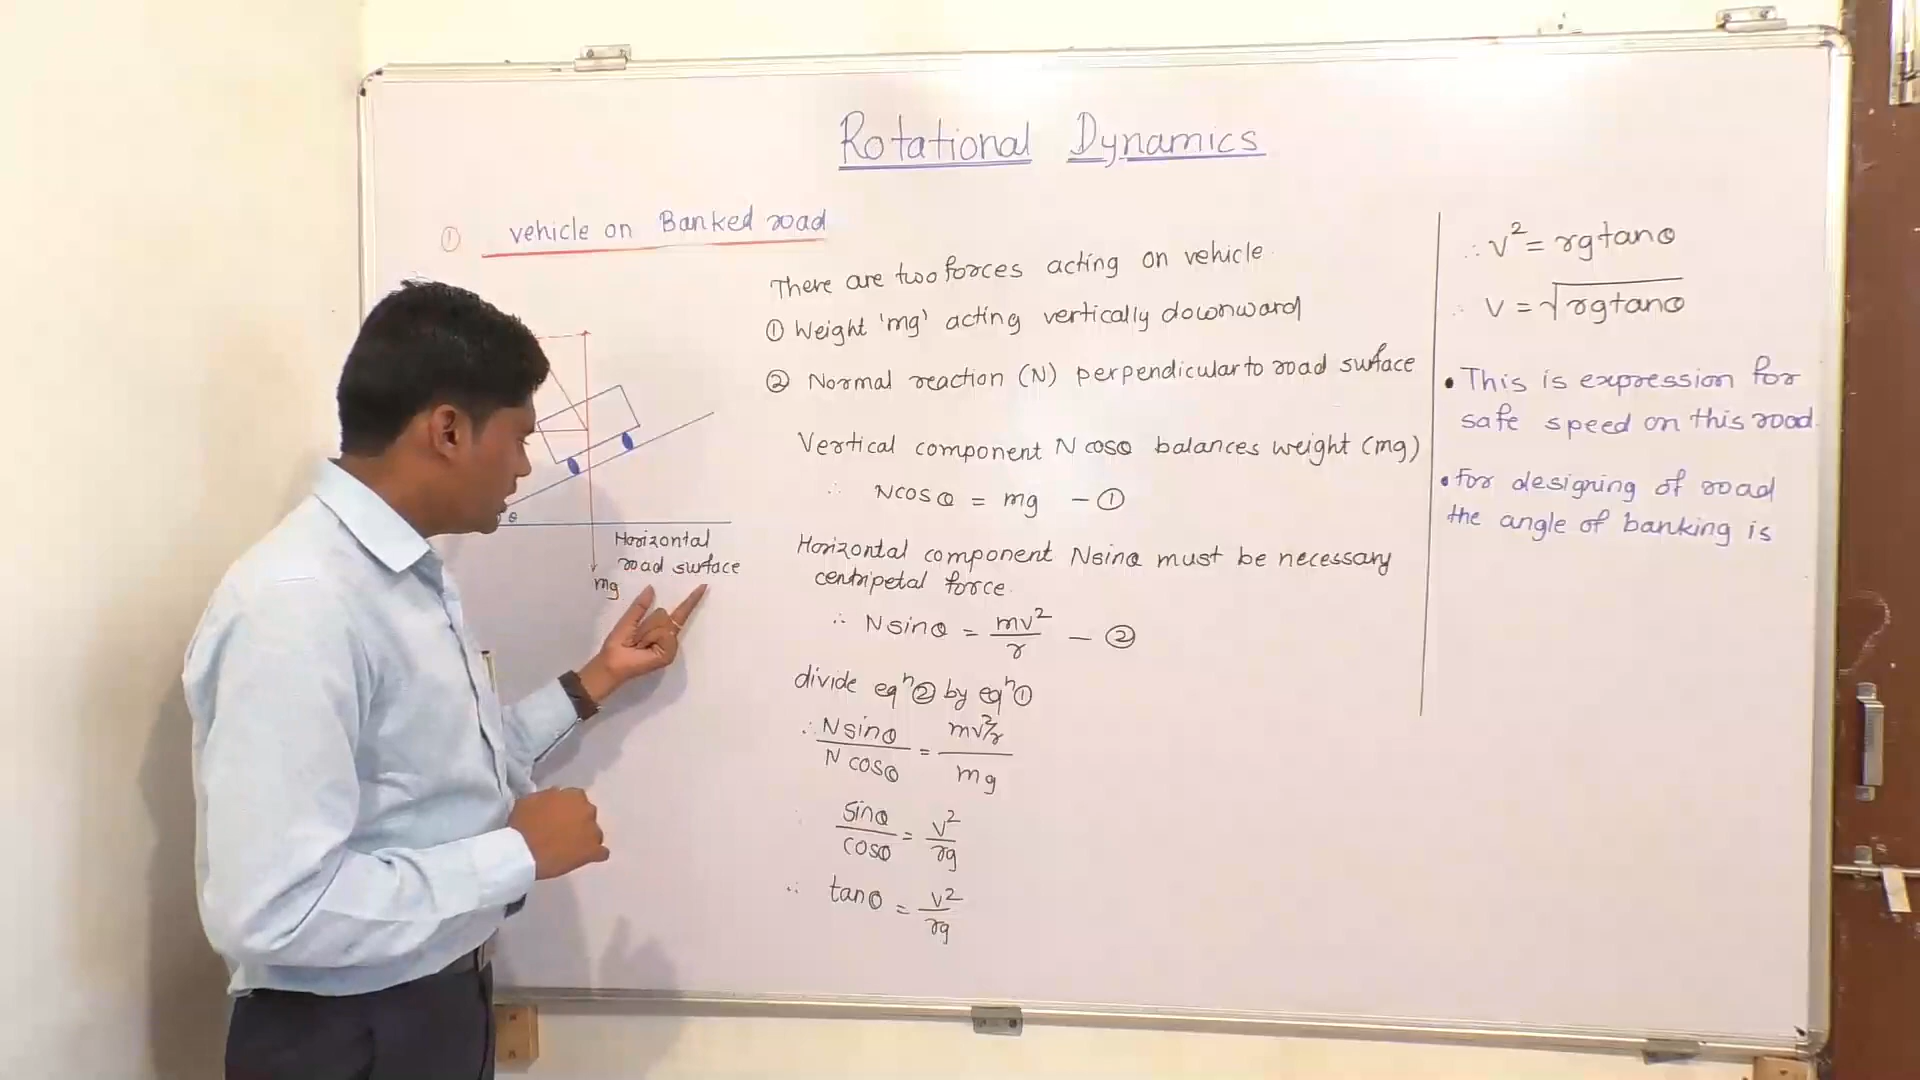 Rotational Dynamics
① vehicle on Banked road
θ
Horizontal
road surface
mg
There are two forces acting on vehicle.
① Weight 'mg' acting vertically downward
② Normal reaction (N) perpendicular to road surface
Vertical component N cosθ balances weight (mg)
∴ Ncosθ = mg – ①
Horizontal component Nsinθ must be necessary
centripetal force.
∴ Nsinθ = mv²/r – ②
divide eqⁿ② by eqⁿ①
∴ Nsinθ/N cosθ = mv²/r / mg
sinθ/cosθ = v²/rg
∴ tanθ = v²/rg
∴ v² = rgtanθ
∴ v = √rgtanθ
• This is expression for
safe speed on this road.
• For designing of road
the angle of banking is